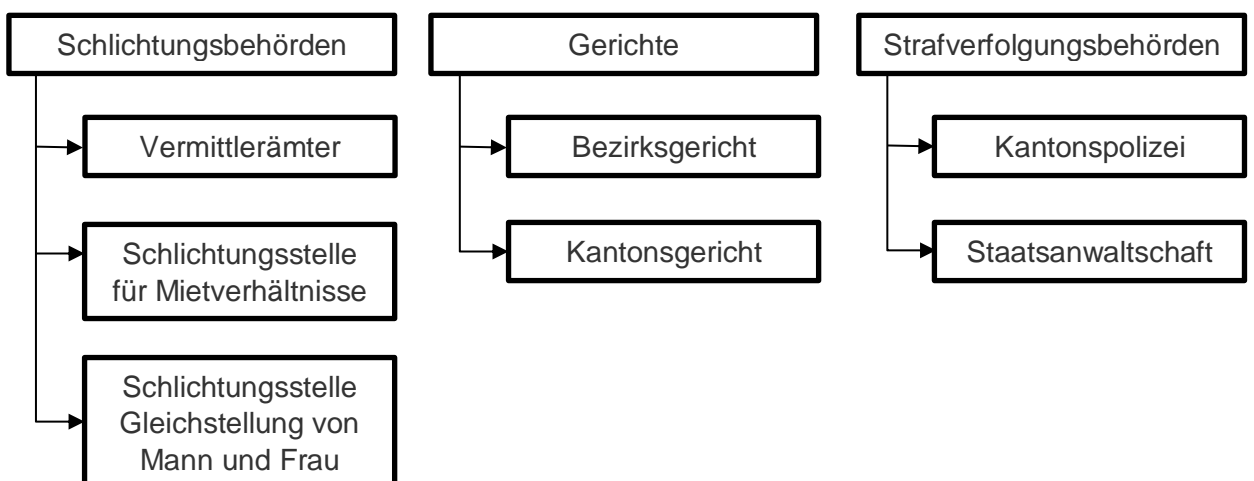 Schlichtungsbehörden
Vermittlerämter
Schlichtungsstelle
für Mietverhältnisse
Schlichtungsstelle
Gleichstellung von
Mann und Frau
Gerichte
Bezirksgericht
Kantonsgericht
Strafverfolgungsbehörden
Kantonspolizei
Staatsanwaltschaft